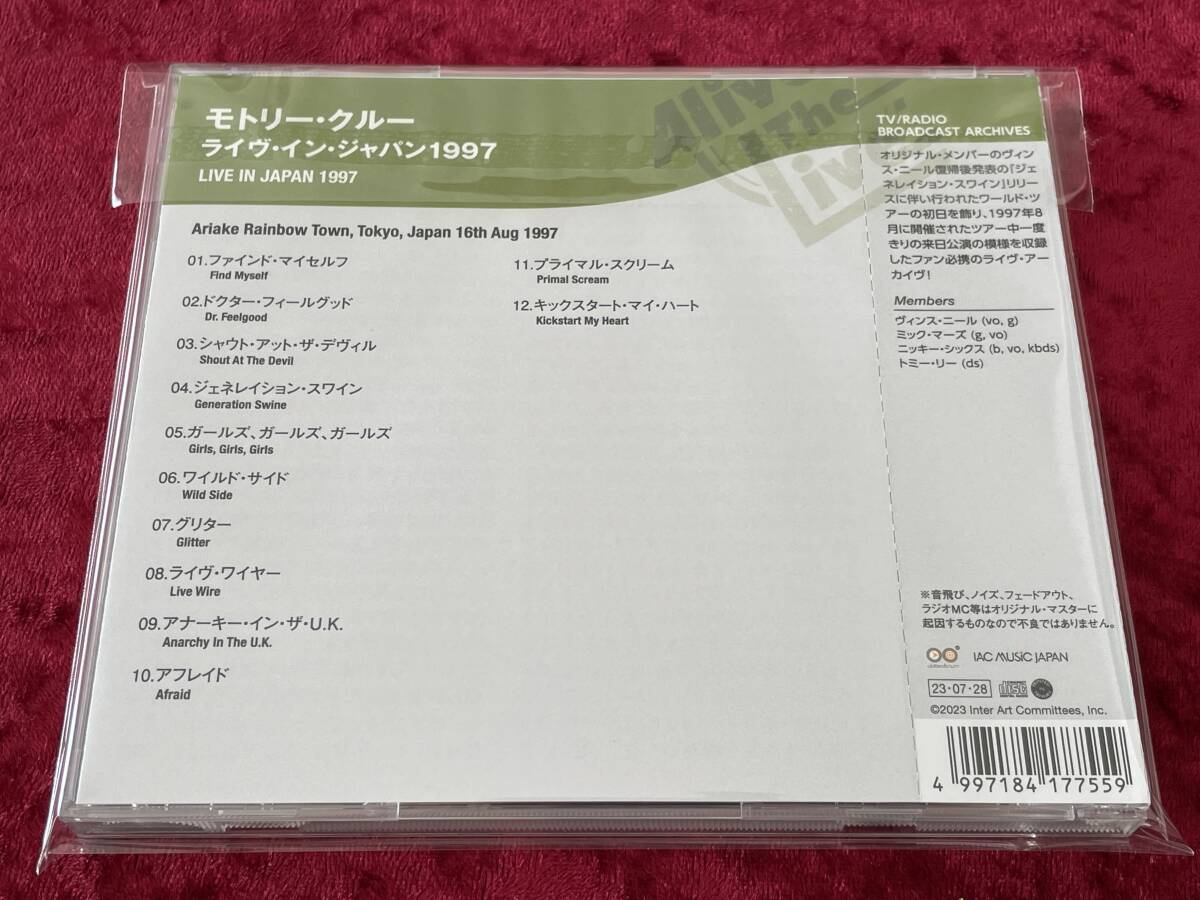 モトリー・クルー
ライヴ・イン・ジャパン1997
LIVE IN JAPAN 1997
Ariake Rainbow Town, Tokyo, Japan 16th Aug 1997
01.ファインド・マイセルフ
Find Myself
02.ドクター・フィールグッド
Dr. Feelgood
03.シャウト・アット・ザ・デヴィル
Shout At The Devil
04.ジェネレイション・スワイン
Generation Swine
05.ガールズ、ガールズ、ガールズ
Girls, Girls, Girls
06.ワイルド・サイド
Wild Side
07.グリター
Glitter
08.ライヴ・ワイヤー
Live Wire
09.アナーキー・イン・ザ・U.K.
Anarchy In The U.K.
10.アフレイド
Afraid
11.プライマル・スクリーム
Primal Scream
12.キックスタート・マイ・ハート
Kickstart My Heart
Alive
The
Live
TV/RADIO
BROADCAST ARCHIVES
オリジナル・メンバーのヴィン
ス・ニール復帰後発表の『ジェ
ネレイション・スワイン』リリー
スに伴い行われたワールド・ツ
アーの初日を飾り、1997年8
月に開催されたツアー中一度
きりの来日公演の模様を収録
したファン必携のライヴ・アー
カイヴ!
Members
ヴィンス・ニール (vo, g)
ミック・マーズ (g, vo)
ニッキー・シックス (b, vo, kbds)
トミー・リー (ds)
※音飛び、ノイズ、フェードアウト、
ラジオMC等はオリジナル・マスターに
起因するものなので不良ではありません。
IAC MUSIC JAPAN
23・07・28
©2023 Inter Art Committees, Inc.
4 997184 177559